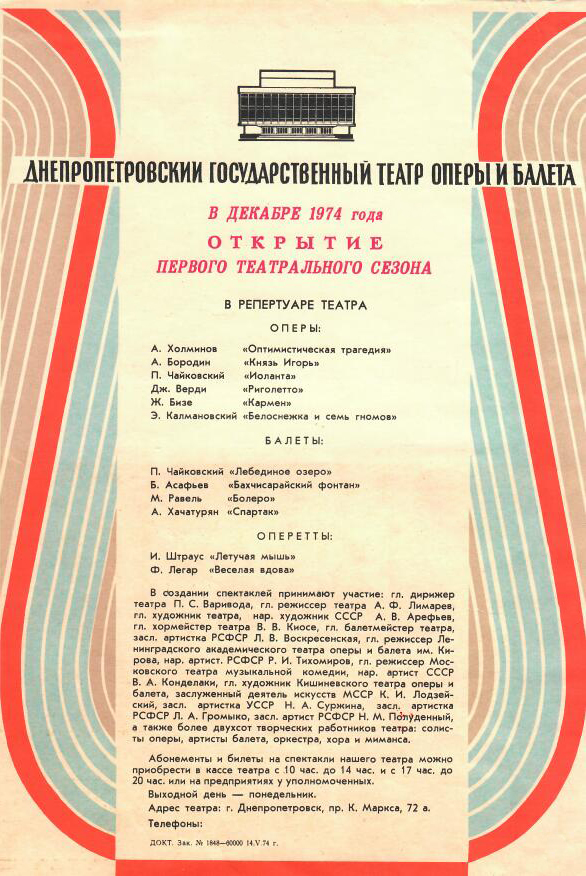 ДНЕПРОПЕТРОВСКИЙ ГОСУДАРСТВЕННЫЙ ТЕАТР ОПЕРЫ И БАЛЕТА
В ДЕКАБРЕ 1974 года
ОТКРЫТИЕ
ПЕРВОГО ТЕАТРАЛЬНОГО СЕЗОНА
В РЕПЕРТУАРЕ ТЕАТРА
ОПЕРЫ:
А. Холминов «Оптимистическая трагедия»
А. Бородин «Князь Игорь»
П. Чайковский «Иоланта»
Дж. Верди «Риголетто»
Ж. Бизе «Кармен»
Э. Калмановский «Белоснежка и семь гномов»
БАЛЕТЫ:
П. Чайковский «Лебединое озеро»
Б. Асафьев «Бахчисарайский фонтан»
М. Равель «Болеро»
А. Хачатурян «Спартак»
ОПЕРЕТТЫ:
И. Штраус «Летучая мышь»
Ф. Легар «Веселая вдова»
В создании спектаклей принимают участие: гл. дирижер
театра П. С. Варивода, гл. режиссер театра А. Ф. Лимарев,
гл. художник театра, нар. художник СССР А. В. Арефьев,
гл. хормейстер театра В. В. Киосе, гл. балетмейстер театра,
засл. артистка РСФСР Л. В. Воскресенская, гл. режиссер Ле-
нинградского академического театра оперы и балета им. Ки-
рова, нар. артист. РСФСР Р. И. Тихомиров, гл. режиссер Мос-
ковского театра музыкальной комедии, нар. артист СССР
В. А. Конделаки, гл. художник Кишиневского театра оперы и
балета, заслуженный деятель искусств МССР К. И. Лодзей-
ский, засл. артистка УССР Н. А. Суржина, засл. артистка
РСФСР Л. А. Громыко, засл. артист РСФСР Н. М. Полуденный,
а также более двухсот творческих работников театра: солис-
ты оперы, артисты балета, оркестра, хора и миманса.
Абонементы и билеты на спектакли нашего театра можно
приобрести в кассе театра с 10 час. до 14 час. и с 17 час. до
20 час. или на предприятиях у уполномоченных.
Выходной день — понедельник.
Адрес театра: г. Днепропетровск, пр. К. Маркса, 72 а.
Телефоны:
ДОКТ. Зак. № 1848—60000 14.V.74 г.